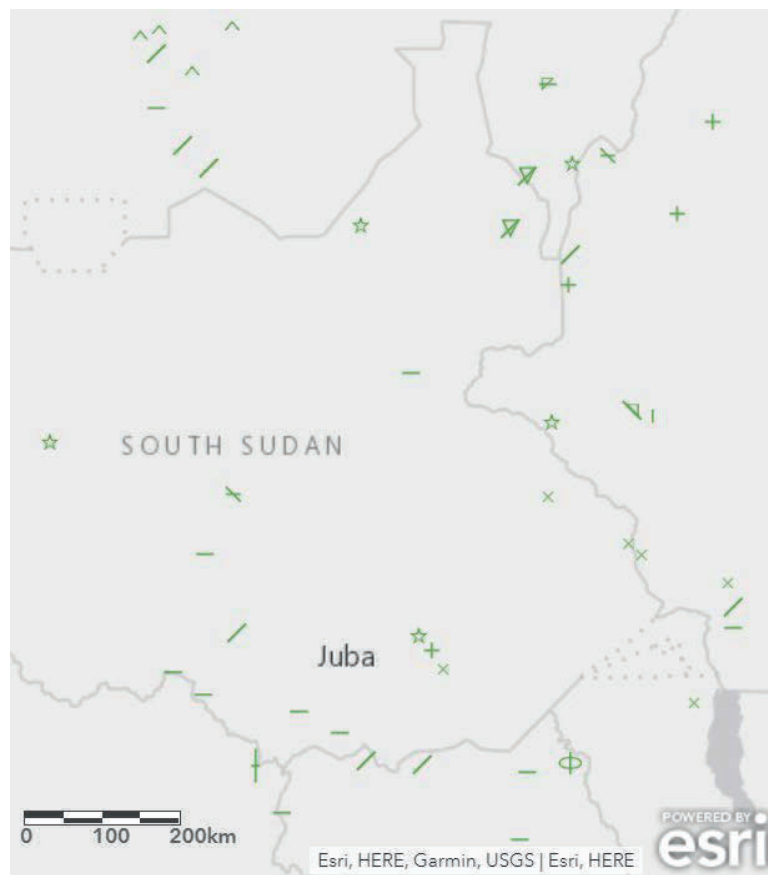 SOUTH SUDAN
Juba
0 100 200km
POWERED BY
esri
Esri, HERE, Garmin, USGS | Esri, HERE